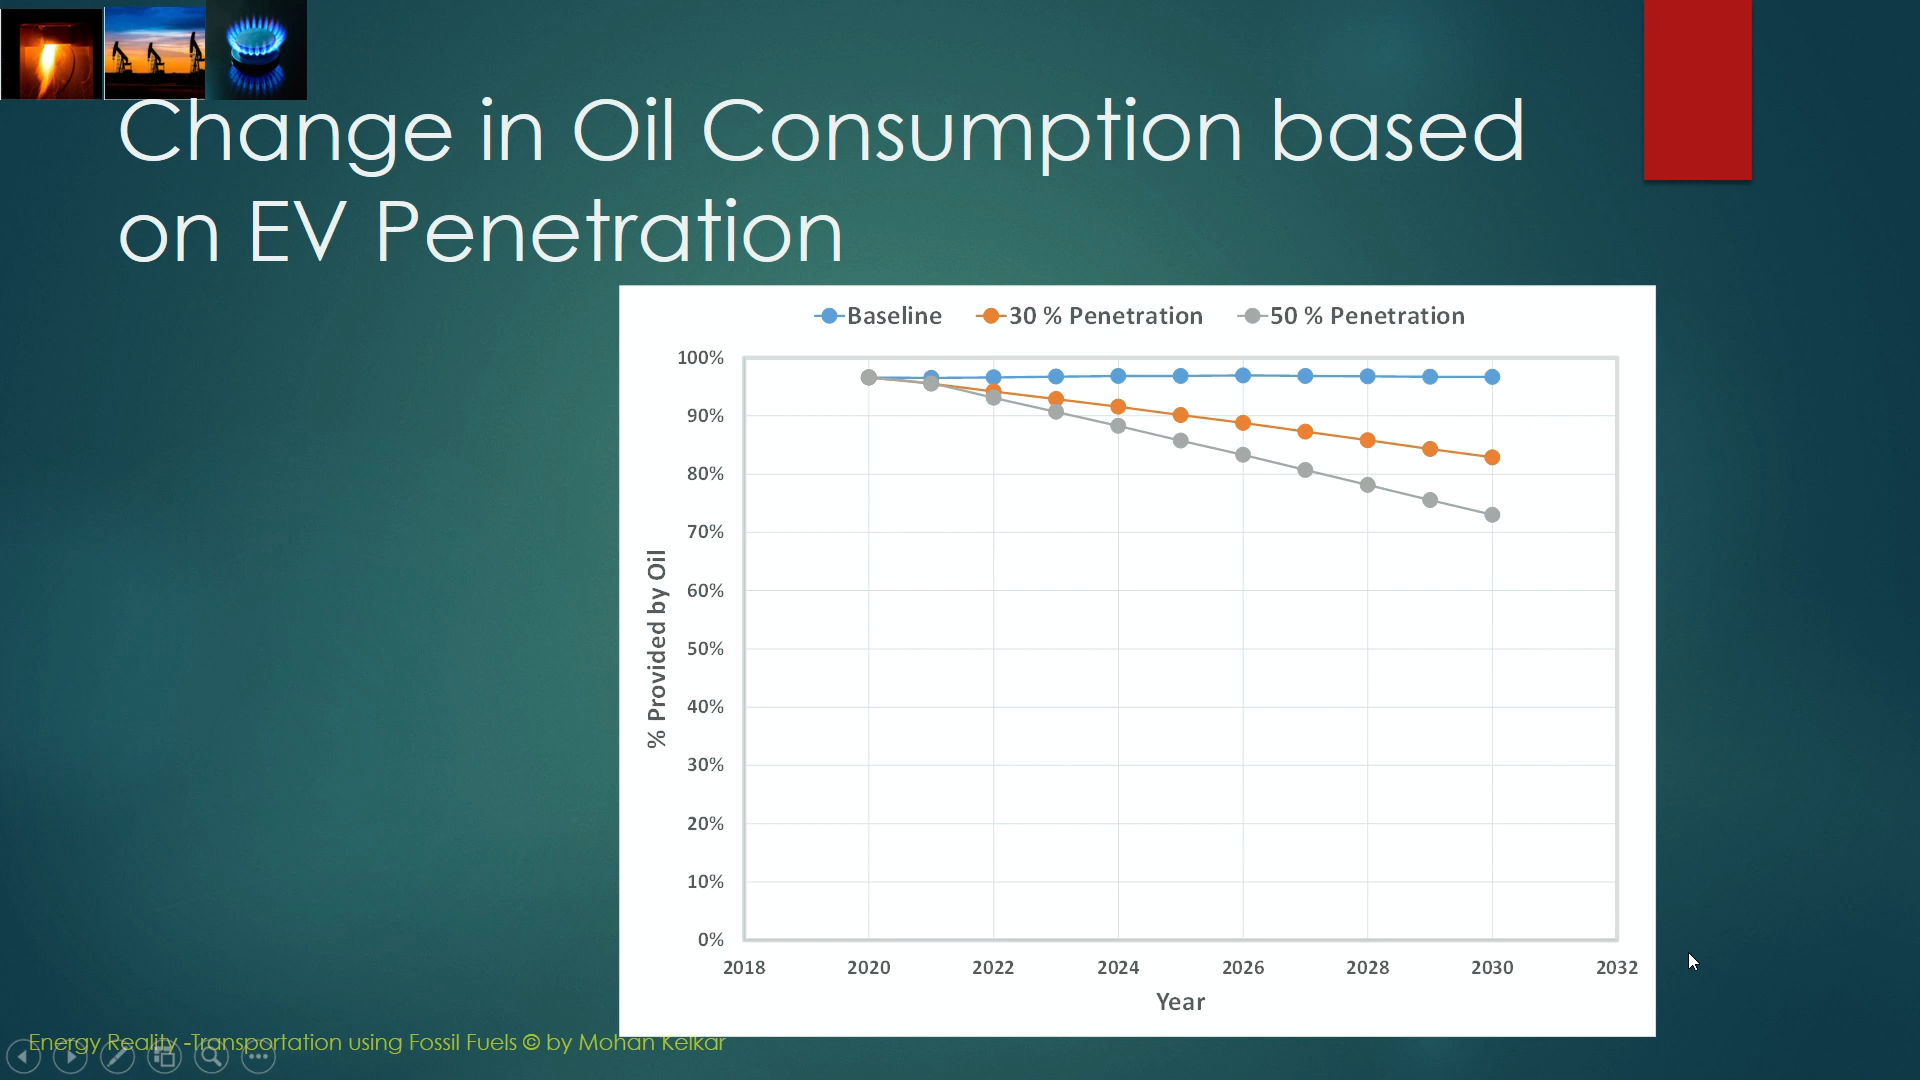 Change in Oil Consumption based
on EV Penetration
Baseline
30 % Penetration
50 % Penetration
100%
90%
80%
70%
60%
50%
40%
30%
20%
10%
0%
% Provided by Oil
2018
2020
2022
2024
2026
2028
2030
2032
Year
Energy Reality -Transportation using Fossil Fuels © by Mohan Kelkar